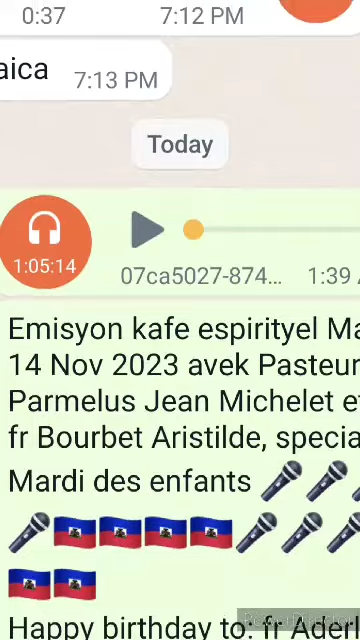 0:37 7:12 PM
aica 7:13 PM
Today
1:05:14
07ca5027-874... 1:39
Emisyon kafe espirityel Ma
14 Nov 2023 avek Pasteur
Parmelus Jean Michelet e
fr Bourbet Aristilde, specia
Mardi des enfants 🎤🎤🎤
🎤🇭🇹🇭🇹🇭🇹🇭🇹🎤🎤🎤
🇭🇹🇭🇹
Happy birthday to: fr Aderl